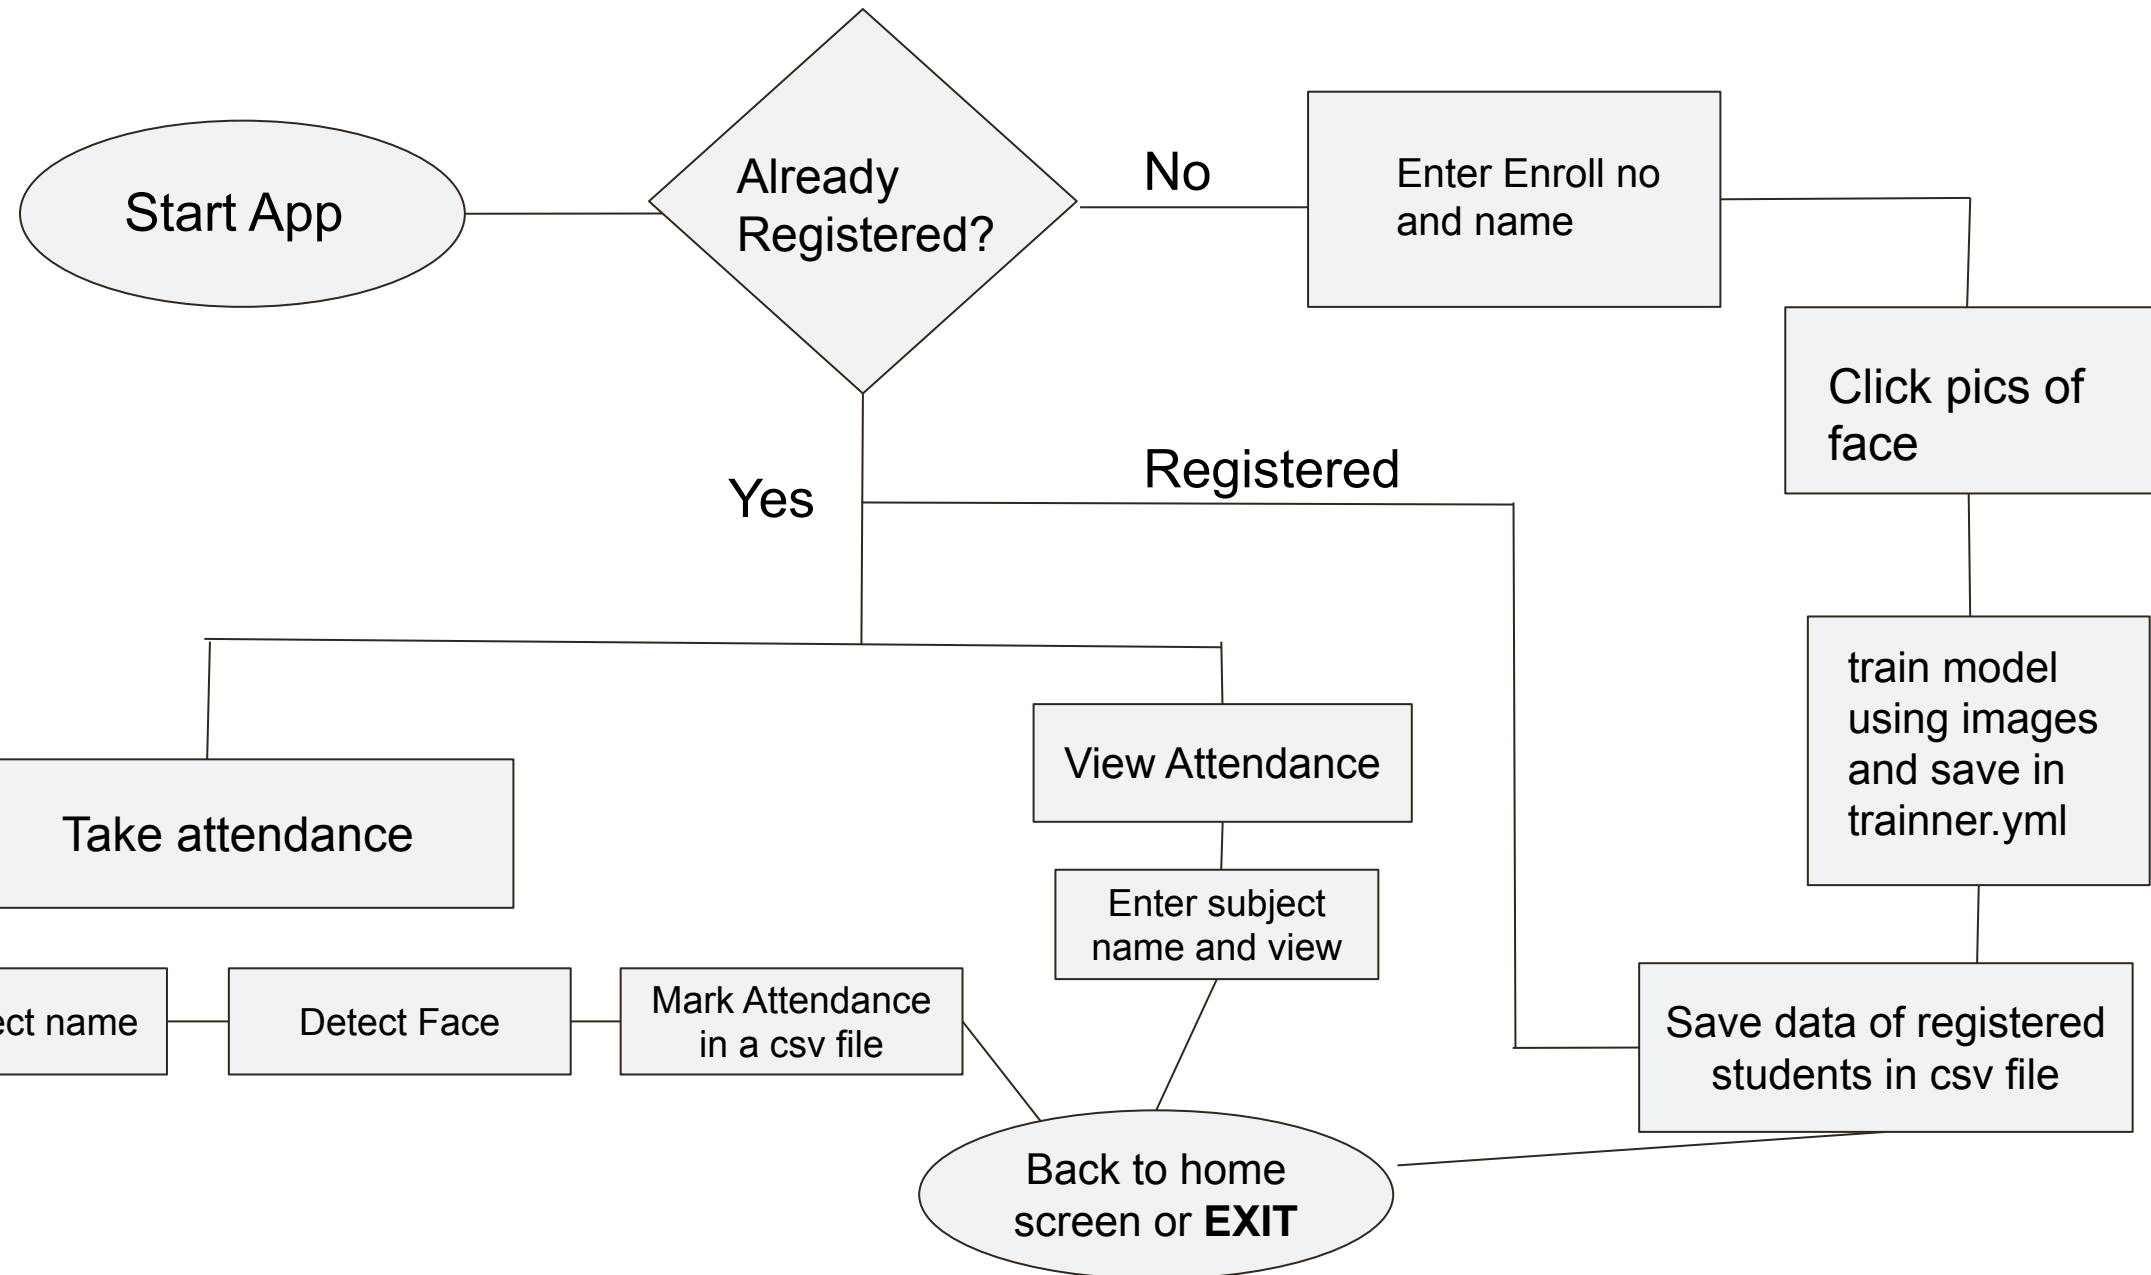 Start App
Already
Registered?
No
Enter Enroll no
and name
Click pics of
face
Yes
Registered
train model
using images
and save in
trainner.yml
Take attendance
View Attendance
Enter subject
name and view
name
Detect Face
Mark Attendance
in a csv file
Save data of registered
students in csv file
Back to home
screen or EXIT